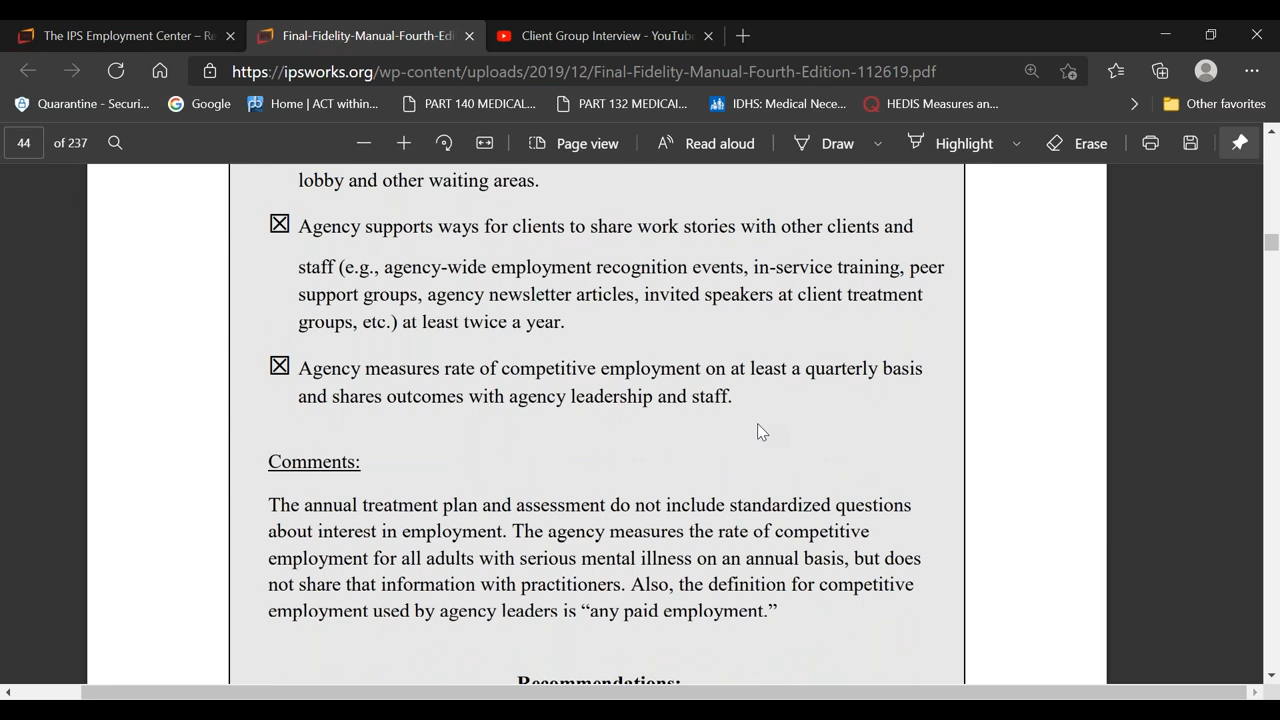 The IPS Employment Center – Re
Final-Fidelity-Manual-Fourth-Edi
Client Group Interview - YouTube
https://ipsworks.org/wp-content/uploads/2019/12/Final-Fidelity-Manual-Fourth-Edition-112619.pdf
Quarantine - Securi...
Google
Home | ACT within...
PART 140 MEDICAL...
PART 132 MEDICAI...
IDHS: Medical Nece...
HEDIS Measures an...
Other favorites
44
of 237
Page view
Read aloud
Draw
Highlight
Erase
lobby and other waiting areas.
Agency supports ways for clients to share work stories with other clients and
staff (e.g., agency-wide employment recognition events, in-service training, peer
support groups, agency newsletter articles, invited speakers at client treatment
groups, etc.) at least twice a year.
Agency measures rate of competitive employment on at least a quarterly basis
and shares outcomes with agency leadership and staff.
Comments:
The annual treatment plan and assessment do not include standardized questions
about interest in employment. The agency measures the rate of competitive
employment for all adults with serious mental illness on an annual basis, but does
not share that information with practitioners. Also, the definition for competitive
employment used by agency leaders is “any paid employment.”
Recommendations: